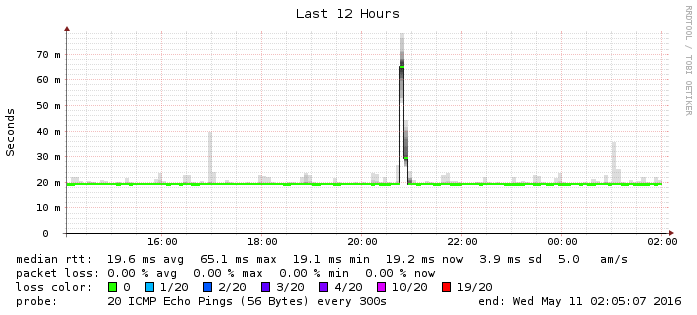 Last 12 Hours
RRDTOOL / TOBI OETIKER
Seconds
70 m
60 m
50 m
40 m
30 m
20 m
10 m
0
16:00 18:00 20:00 22:00 00:00 02:00
median rtt: 19.6 ms avg 65.1 ms max 19.1 ms min 19.2 ms now 3.9 ms sd 5.0 am/s
packet loss: 0.00 % avg 0.00 % max 0.00 % min 0.00 % now
loss color: 0 1/20 2/20 3/20 4/20 10/20 19/20
probe: 20 ICMP Echo Pings (56 Bytes) every 300s end: Wed May 11 02:05:07 2016